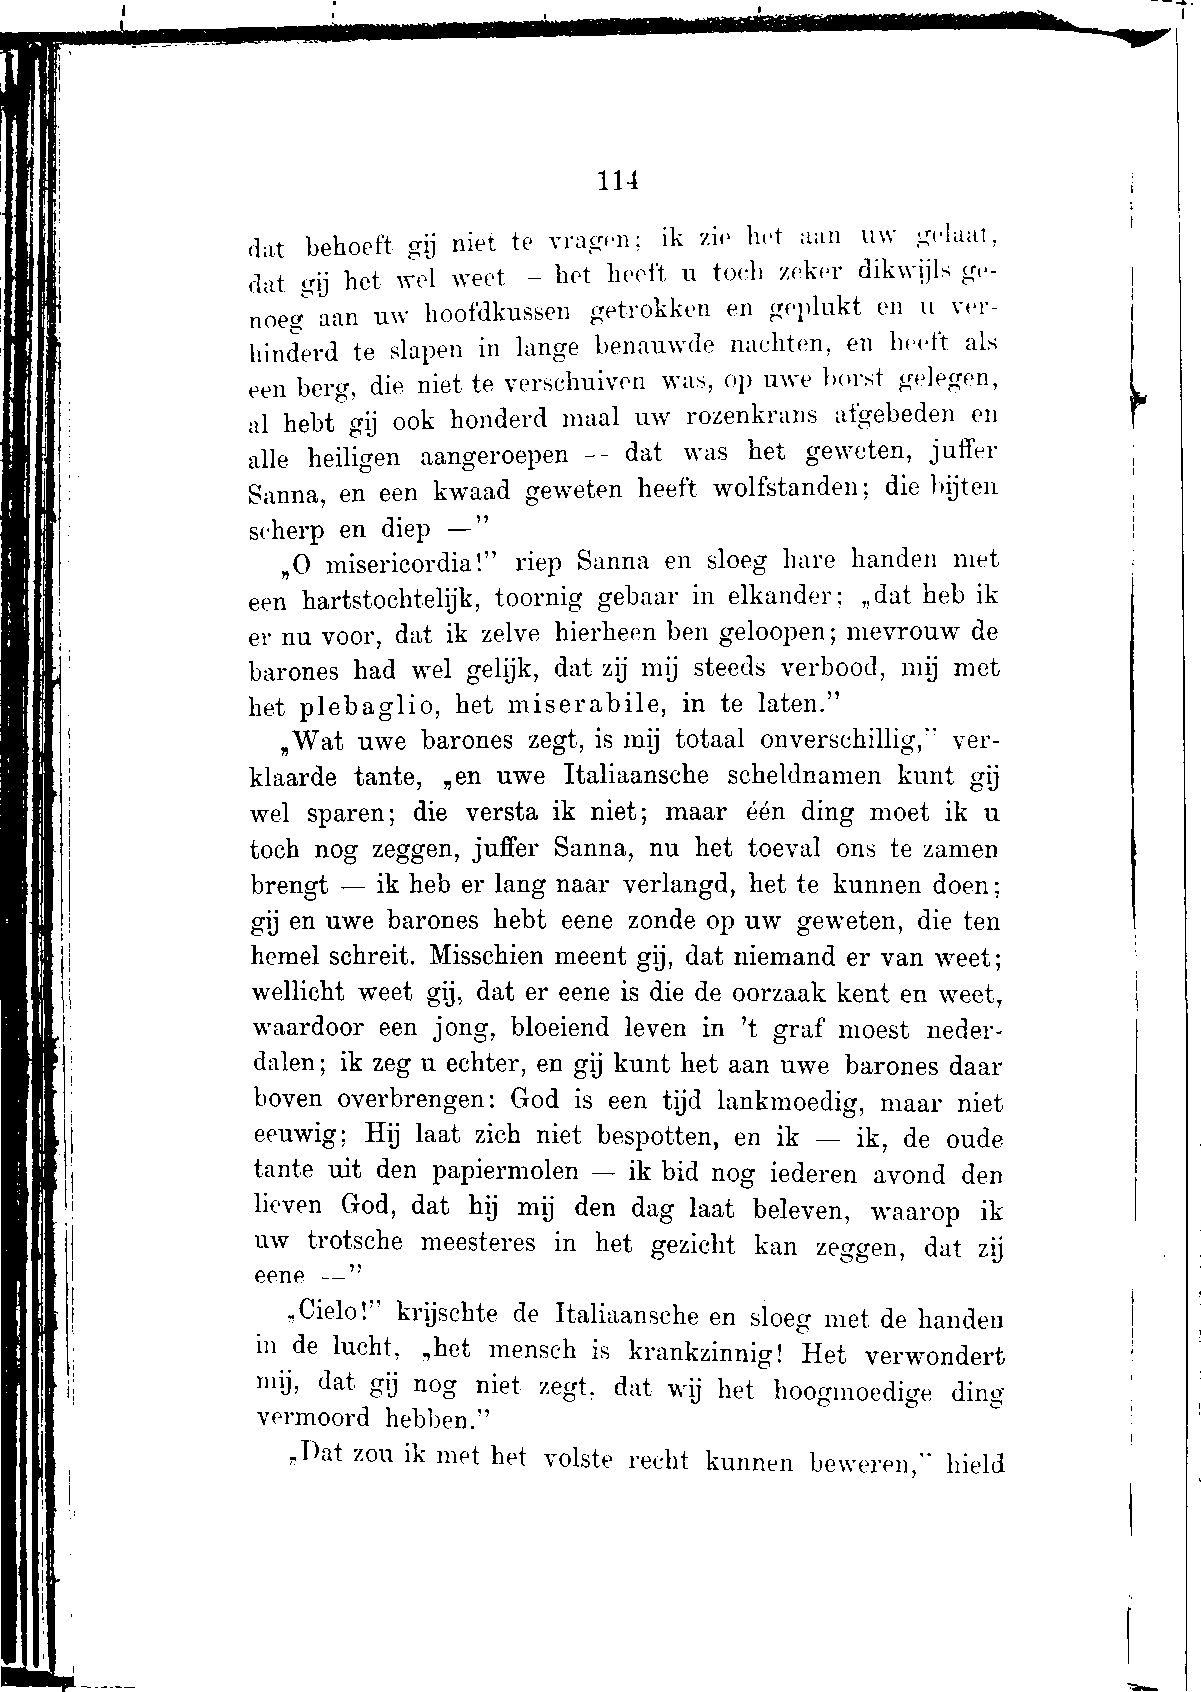 114
dat behoeft gij niet te vragen; ik zie het aan uw gelaat,
dat gij het wel weet – het heeft u toch zeker dikwijls ge-
noeg aan uw hoofdkussen getrokken en geplukt en u ver-
hinderd te slapen in lange benauwde nachten, en heeft als
een berg, die niet te verschuiven was, op uwe borst gelegen,
al hebt gij ook honderd maal uw rozenkrans afgebeden en
alle heiligen aangeroepen –- dat was het geweten, juffer
Sanna, en een kwaad geweten heeft wolfstanden; die bijten
scherp en diep —”
„O misericordia!” riep Sanna en sloeg hare handen met
een hartstochtelijk, toornig gebaar in elkander; „dat heb ik
er nu voor, dat ik zelve hierheen ben geloopen; mevrouw de
barones had wel gelijk, dat zij mij steeds verbood, mij met
het plebaglio, het miserabile, in te laten.”
„Wat uwe barones zegt, is mij totaal onverschillig,” ver-
klaarde tante, „en uwe Italiaansche scheldnamen kunt gij
wel sparen; die versta ik niet; maar één ding moet ik u
toch nog zeggen, juffer Sanna, nu het toeval ons te zamen
brengt — ik heb er lang naar verlangd, het te kunnen doen;
gij en uwe barones hebt eene zonde op uw geweten, die ten
hemel schreit. Misschien meent gij, dat niemand er van weet;
wellicht weet gij, dat er eene is die de oorzaak kent en weet,
waardoor een jong, bloeiend leven in ’t graf moest neder-
dalen; ik zeg u echter, en gij kunt het aan uwe barones daar
boven overbrengen: God is een tijd lankmoedig, maar niet
eeuwig; Hij laat zich niet bespotten, en ik — ik, de oude
tante uit den papiermolen — ik bid nog iederen avond den
lieven God, dat hij mij den dag laat beleven, waarop ik
uw trotsche meesteres in het gezicht kan zeggen, dat zij
eene —”
„Cielo!” krijschte de Italiaansche en sloeg met de handen
in de lucht, „het mensch is krankzinnig! Het verwondert
mij, dat gij nog niet zegt, dat wij het hoogmoedige ding
vermoord hebben.”
„Dat zou ik met het volste recht kunnen beweren,” hield